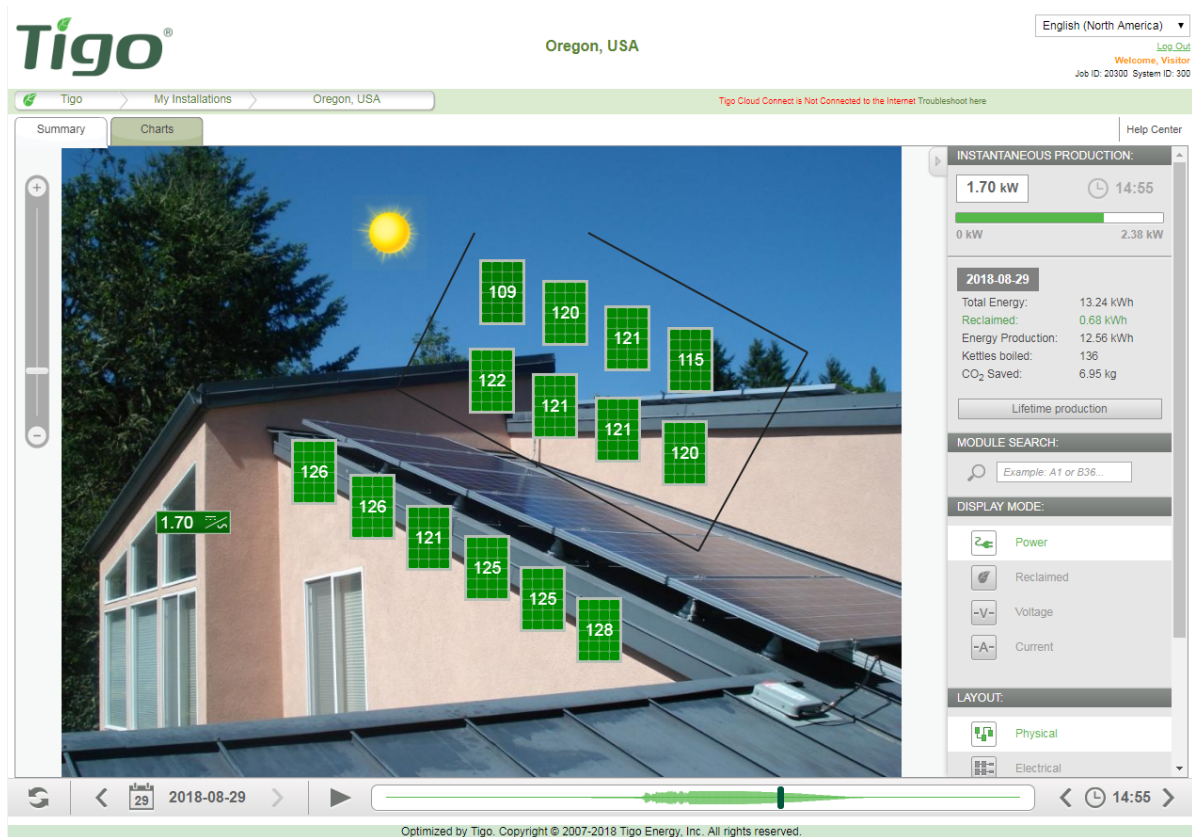 Tigo®
Oregon, USA
English (North America)
Log Out
Welcome, Visitor
Job ID: 20300 System ID: 300
Tigo
My Installations
Oregon, USA
Tigo Cloud Connect is Not Connected to the Internet Troubleshoot here
Summary
Charts
Help Center
109
120
121
115
122
121
121
120
126
126
121
125
125
128
1.70
INSTANTANEOUS PRODUCTION:
1.70 kW
14:55
0 kW
2.38 kW
2018-08-29
Total Energy: 13.24 kWh
Reclaimed: 0.68 kWh
Energy Production: 12.56 kWh
Kettles boiled: 136
CO2 Saved: 6.95 kg
Lifetime production
MODULE SEARCH:
Example: A1 or B36...
DISPLAY MODE:
Power
Reclaimed
-V- Voltage
-A- Current
LAYOUT:
Physical
Electrical
29
2018-08-29
14:55
Optimized by Tigo. Copyright © 2007-2018 Tigo Energy, Inc. All rights reserved.